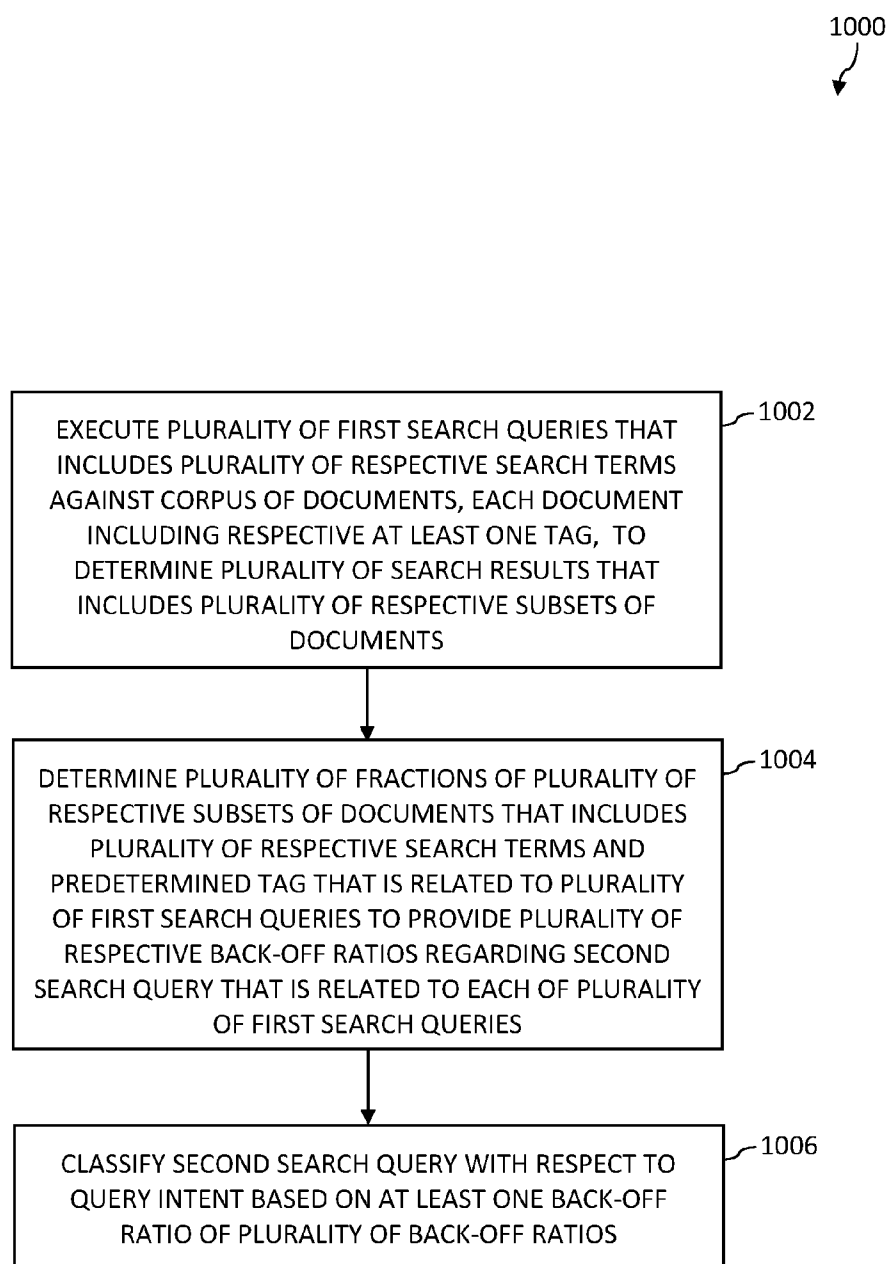 1000
EXECUTE PLURALITY OF FIRST SEARCH QUERIES THAT
INCLUDES PLURALITY OF RESPECTIVE SEARCH TERMS
AGAINST CORPUS OF DOCUMENTS, EACH DOCUMENT
INCLUDING RESPECTIVE AT LEAST ONE TAG, TO
DETERMINE PLURALITY OF SEARCH RESULTS THAT
INCLUDES PLURALITY OF RESPECTIVE SUBSETS OF
DOCUMENTS
1002
DETERMINE PLURALITY OF FRACTIONS OF PLURALITY OF
RESPECTIVE SUBSETS OF DOCUMENTS THAT INCLUDES
PLURALITY OF RESPECTIVE SEARCH TERMS AND
PREDETERMINED TAG THAT IS RELATED TO PLURALITY
OF FIRST SEARCH QUERIES TO PROVIDE PLURALITY OF
RESPECTIVE BACK-OFF RATIOS REGARDING SECOND
SEARCH QUERY THAT IS RELATED TO EACH OF PLURALITY
OF FIRST SEARCH QUERIES
1004
CLASSIFY SECOND SEARCH QUERY WITH RESPECT TO
QUERY INTENT BASED ON AT LEAST ONE BACK-OFF
RATIO OF PLURALITY OF BACK-OFF RATIOS
1006